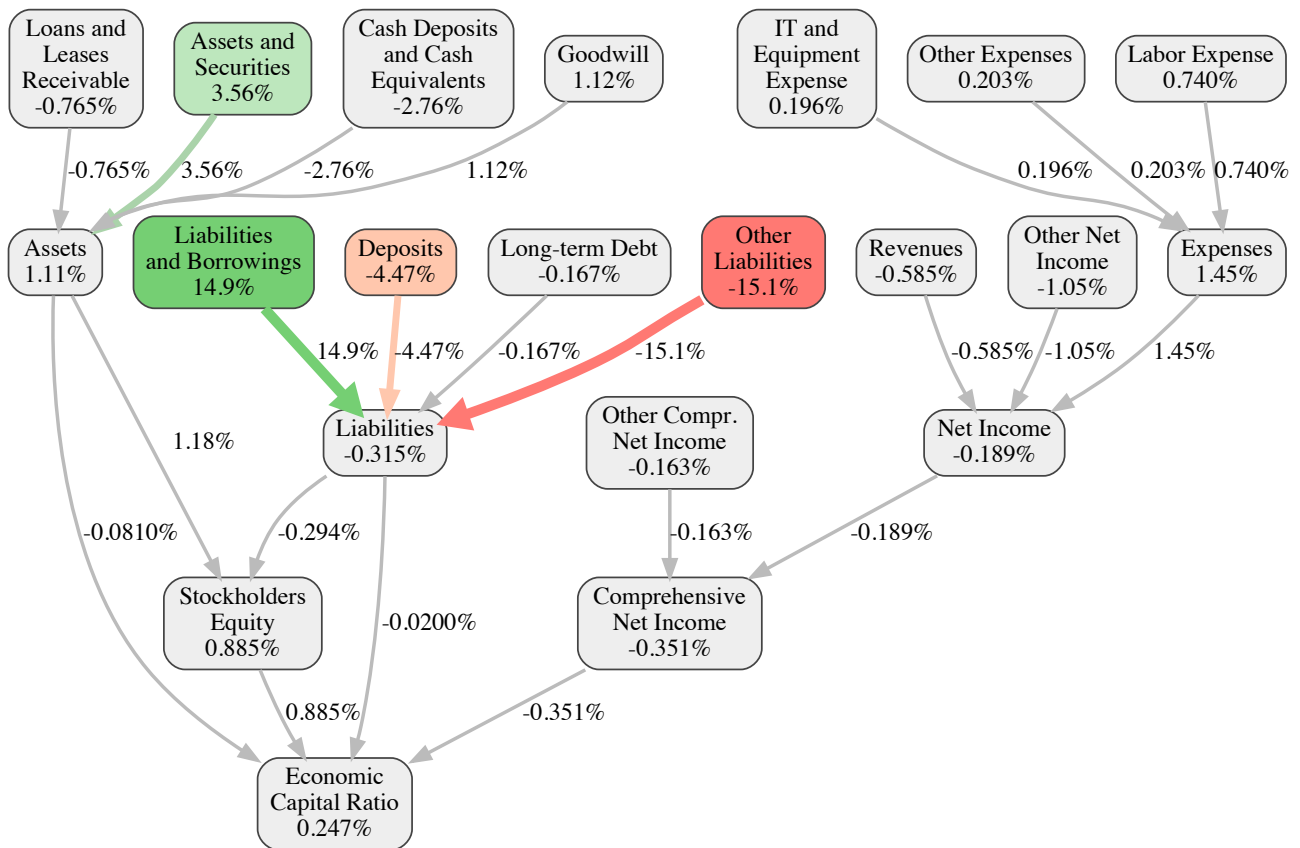 Loans and
Leases
Receivable
-0.765%
Assets and
Securities
3.56%
Cash Deposits
and Cash
Equivalents
-2.76%
Goodwill
1.12%
IT and
Equipment
Expense
0.196%
Other Expenses
0.203%
Labor Expense
0.740%
-0.765%
3.56%
-2.76%
1.12%
0.196%
0.203%
0.740%
Assets
1.11%
Liabilities
and Borrowings
14.9%
Deposits
-4.47%
Long-term Debt
-0.167%
Other
Liabilities
-15.1%
Revenues
-0.585%
Other Net
Income
-1.05%
Expenses
1.45%
14.9%
-4.47%
-0.167%
-15.1%
-0.585%
-1.05%
1.45%
1.18%
Liabilities
-0.315%
Other Compr.
Net Income
-0.163%
Net Income
-0.189%
-0.0810%
-0.294%
-0.163%
-0.189%
Stockholders
Equity
0.885%
-0.0200%
Comprehensive
Net Income
-0.351%
0.885%
-0.351%
Economic
Capital Ratio
0.247%